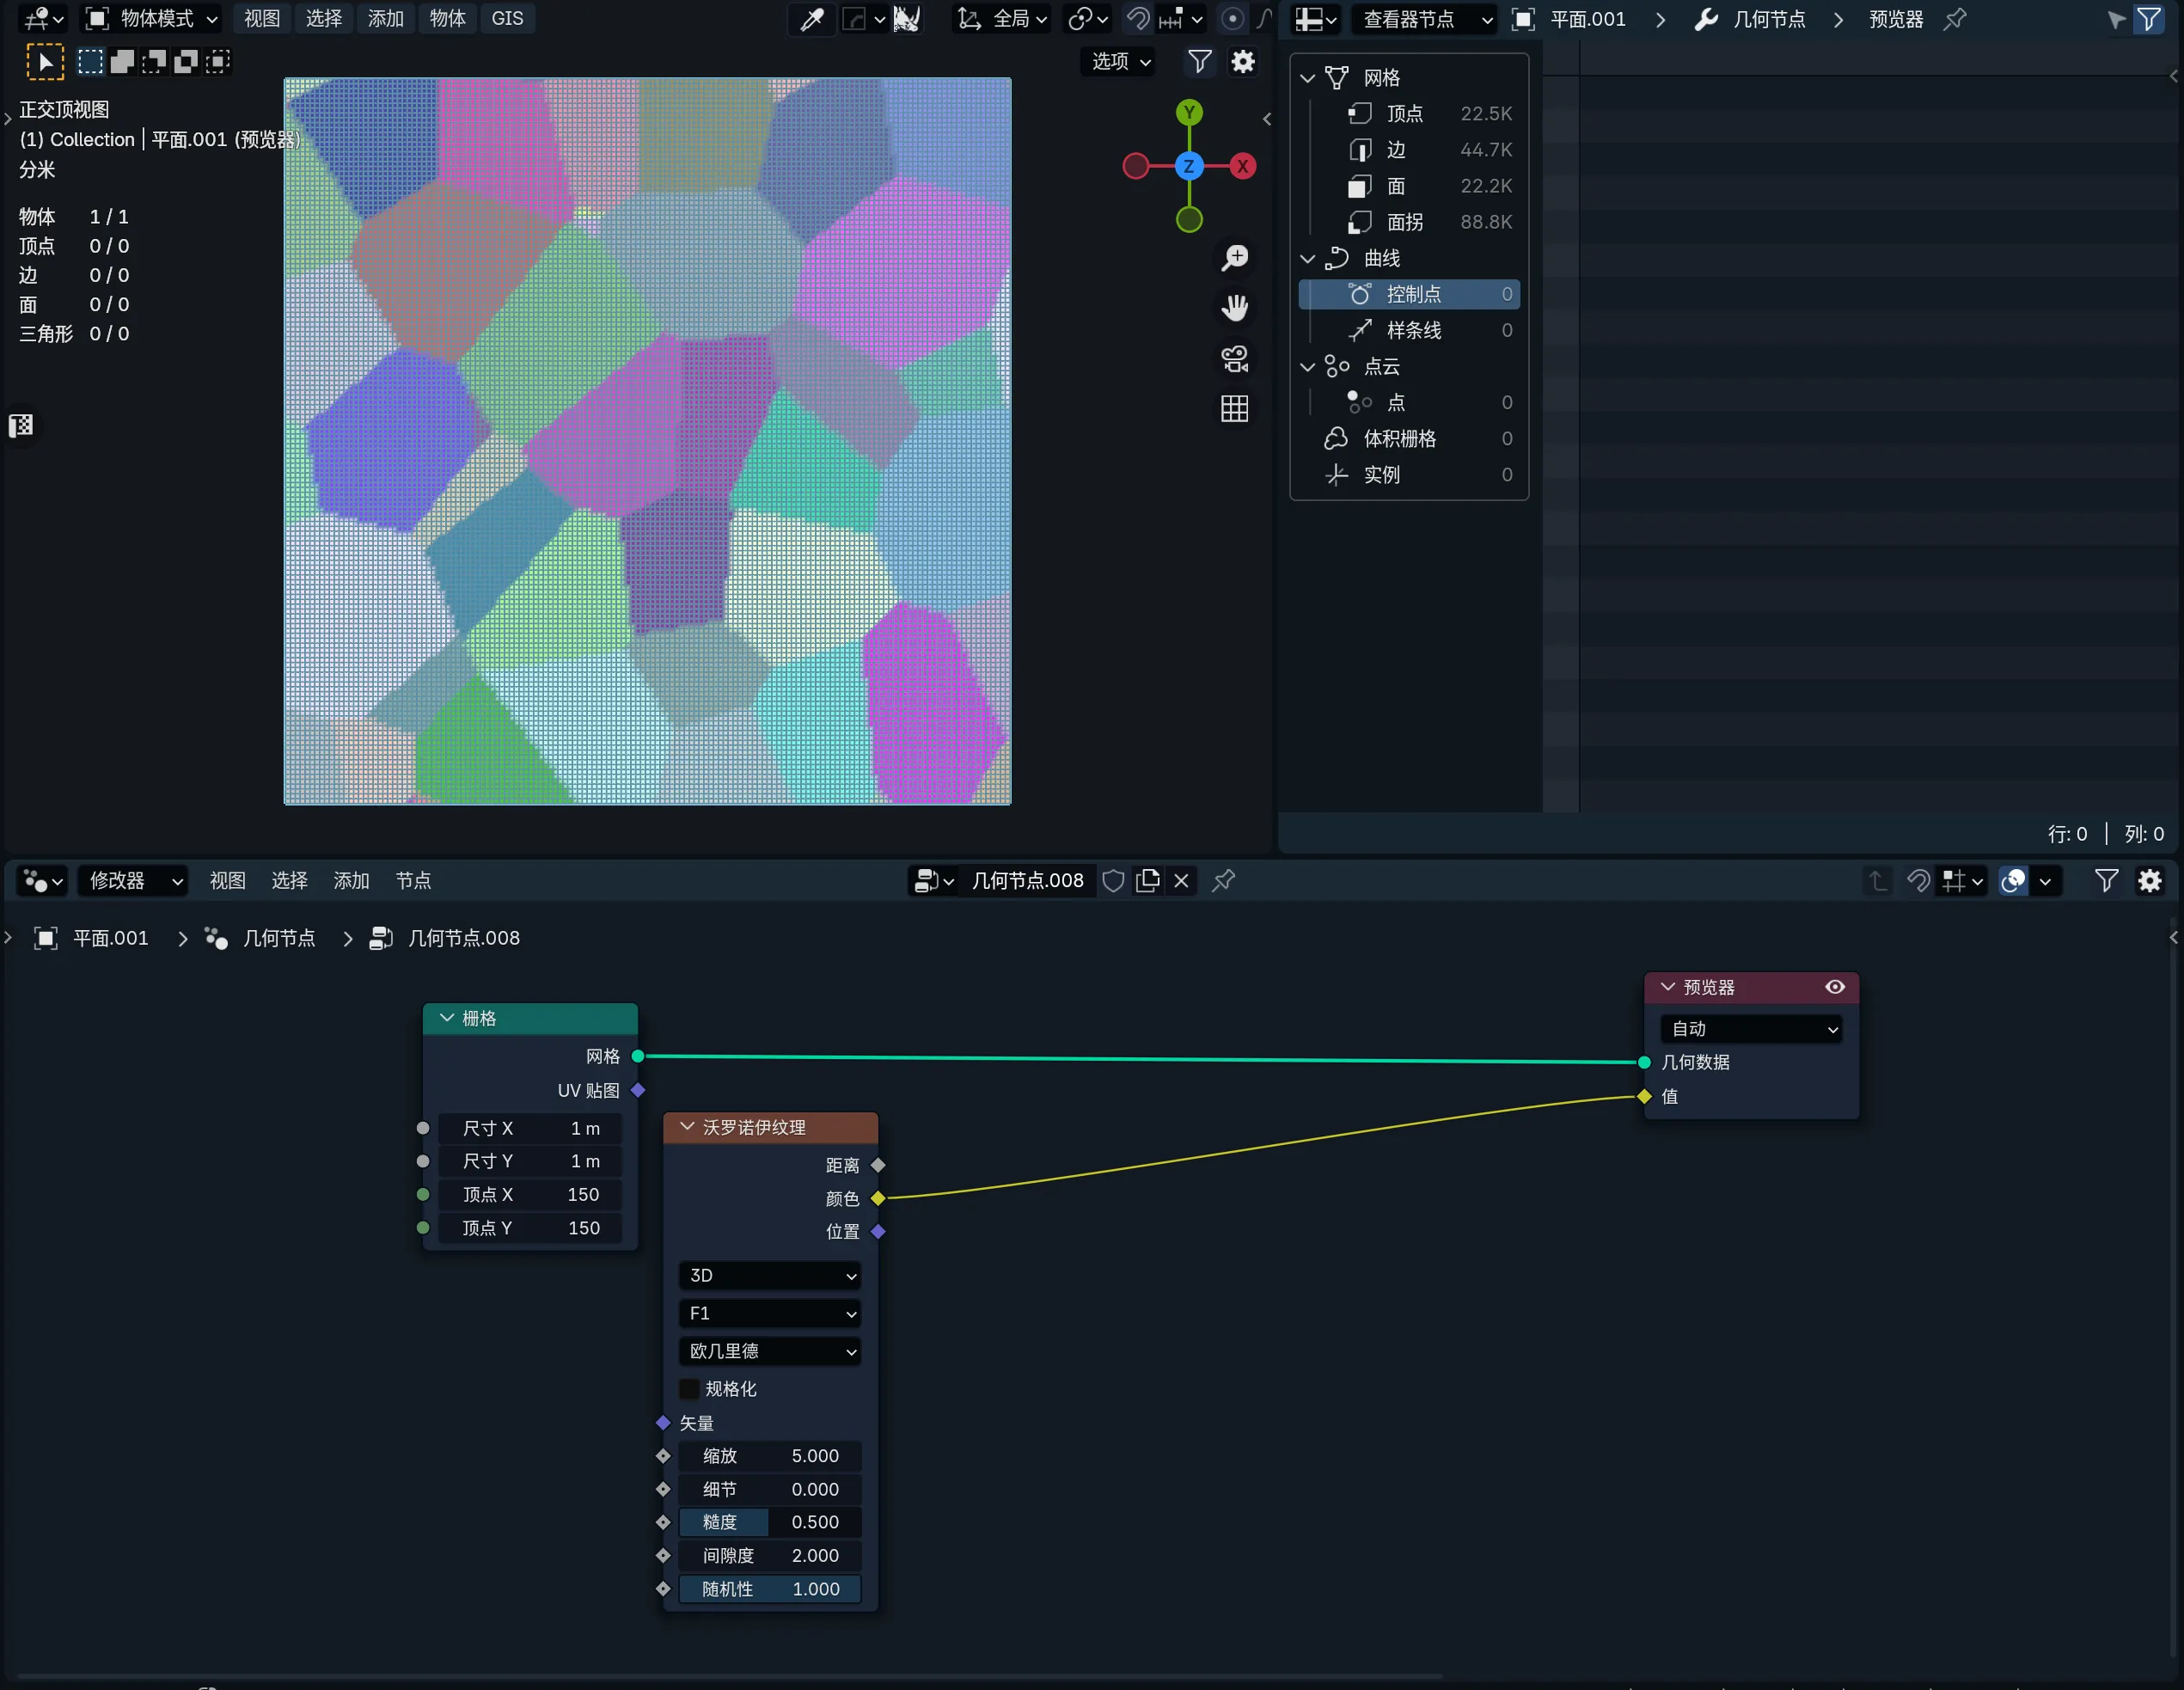 物体模式 视图 选择 添加 物体 GIS 全局
选项
正交顶视图
(1) Collection | 平面.001 (预览器)
分米
物体 1 / 1
顶点 0 / 0
边 0 / 0
面 0 / 0
三角形 0 / 0
Y
Z
X
查看器节点 平面.001 > 几何节点 > 预览器
网格
顶点 22.5K
边 44.7K
面 22.2K
面拐 88.8K
曲线
控制点 0
样条线 0
点云
点 0
体积栅格 0
实例 0
行: 0 | 列: 0
修改器 视图 选择 添加 节点 几何节点.008
平面.001 > 几何节点 > 几何节点.008
栅格
网格
UV 贴图
尺寸 X 1 m
尺寸 Y 1 m
顶点 X 150
顶点 Y 150
沃罗诺伊纹理
距离
颜色
位置
3D
F1
欧几里德
规格化
矢量
缩放 5.000
细节 0.000
糙度 0.500
间隙度 2.000
随机性 1.000
预览器
自动
几何数据
值